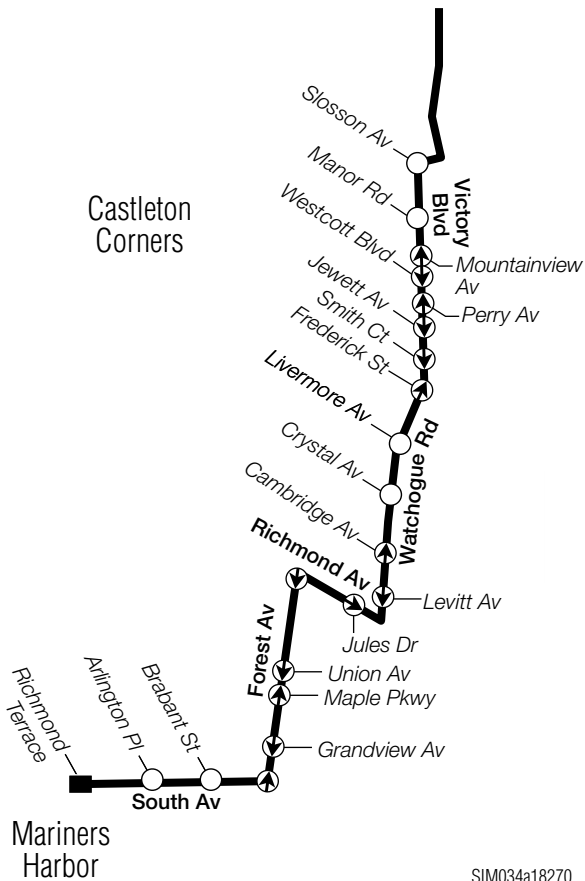 Slosson Av
Manor Rd
Victory
Blvd
Castleton
Corners
Westcott Blvd
Mountainview
Av
Jewett Av
Perry Av
Smith Ct
Frederick St
Livermore Av
Watchogue Rd
Crystal Av
Cambridge Av
Richmond Av
Levitt Av
Jules Dr
Forest Av
Union Av
Maple Pkwy
Grandview Av
Richmond
Terrace
Arlington Pl
Brabant St
South Av
Mariners
Harbor
SIM034a18270